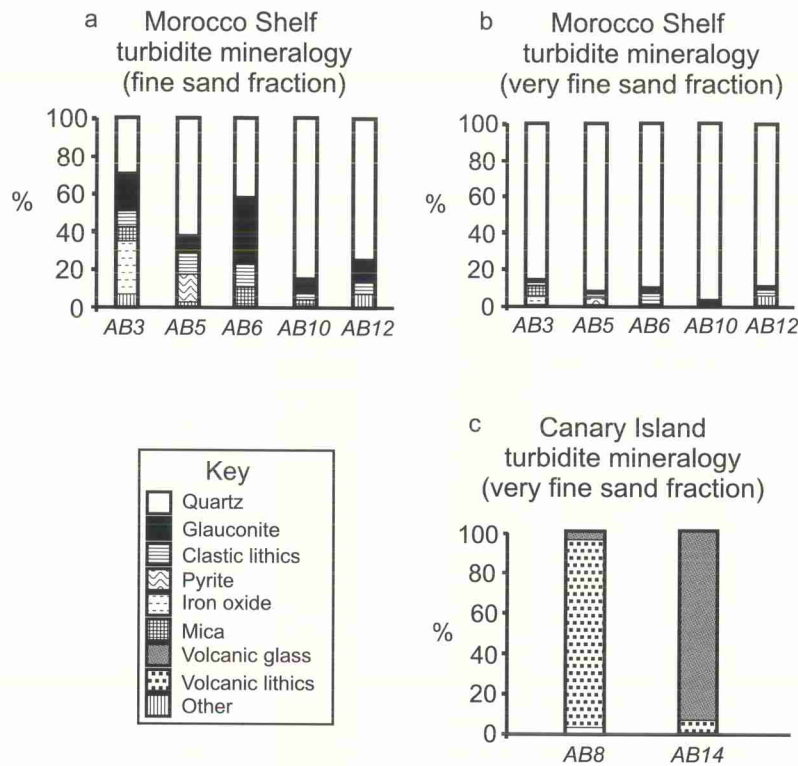 a
Morocco Shelf
turbidite mineralogy
(fine sand fraction)
100
80
60
%
40
20
0
AB3 AB5 AB6 AB10 AB12
b
Morocco Shelf
turbidite mineralogy
(very fine sand fraction)
100
80
60
%
40
20
0
AB3 AB5 AB6 AB10 AB12
Key
Quartz
Glauconite
Clastic lithics
Pyrite
Iron oxide
Mica
Volcanic glass
Volcanic lithics
Other
c
Canary Island
turbidite mineralogy
(very fine sand fraction)
100
80
60
%
40
20
0
AB8 AB14